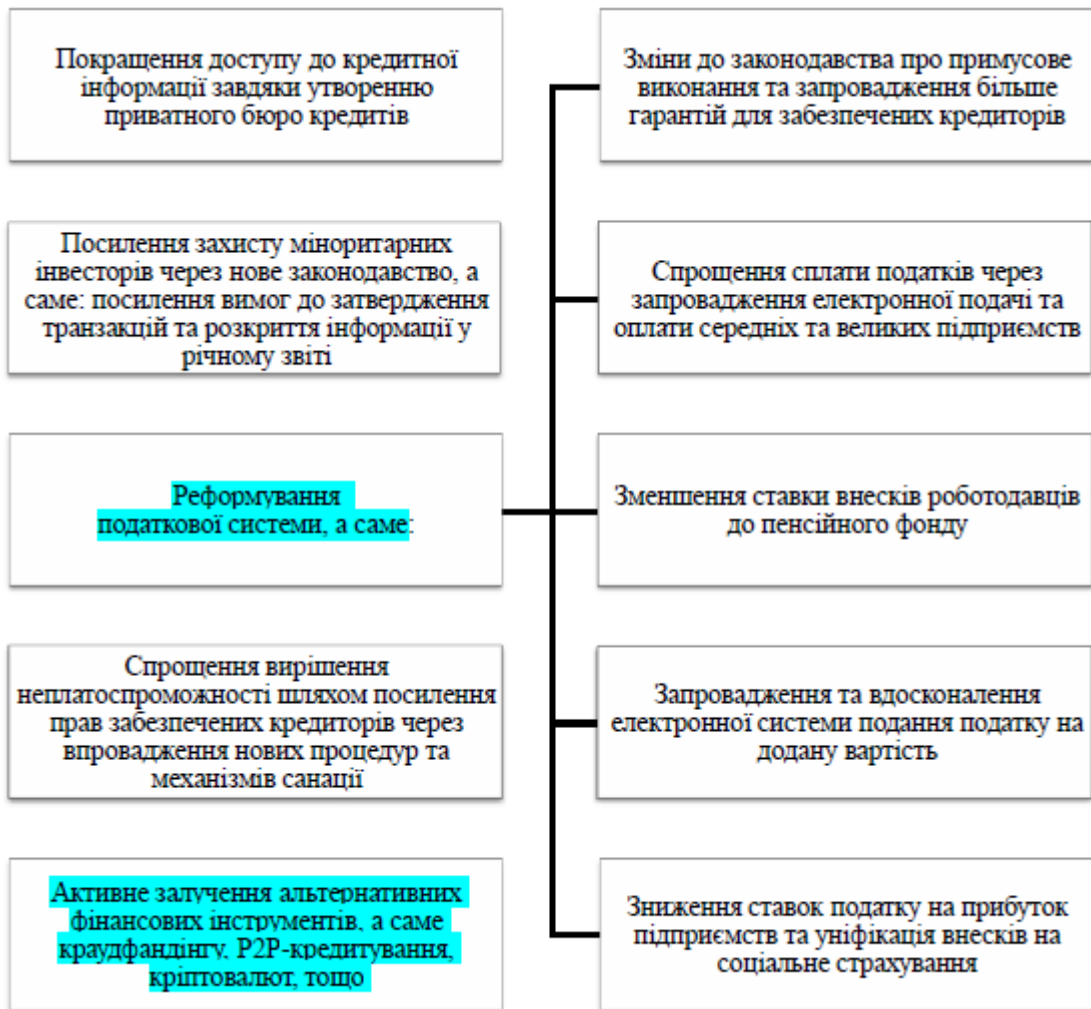 Покращення доступу до кредитної
інформації завдяки утворенню
приватного бюро кредитів
Посилення захисту міноритарних
інвесторів через нове законодавство, а
саме: посилення вимог до затвердження
транзакцій та розкриття інформації у
річному звіті
Реформування
податкової системи, а саме:
Спрощення вирішення
неплатоспроможності шляхом посилення
прав забезпечених кредиторів через
впровадження нових процедур та
механізмів санації
Активне залучення альтернативних
фінансових інструментів, а саме
краудфандінгу, P2P-кредитування,
кріптовалют, тощо
Зміни до законодавства про примусове
виконання та запровадження більше
гарантій для забезпечених кредиторів
Спрощення сплати податків через
запровадження електронної подачі та
оплати середніх та великих підприємств
Зменшення ставки внесків роботодавців
до пенсійного фонду
Запровадження та вдосконалення
електронної системи подання податку на
додану вартість
Зниження ставок податку на прибуток
підприємств та уніфікація внесків на
соціальне страхування